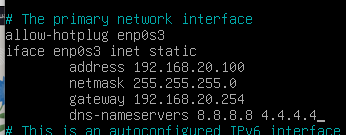 # The primary network interface
allow-hotplug enp0s3
iface enp0s3 inet static
address 192.168.20.100
netmask 255.255.255.0
gateway 192.168.20.254
dns-nameservers 8.8.8.8 4.4.4.4
# This is an autoconfigured IPv6 interface